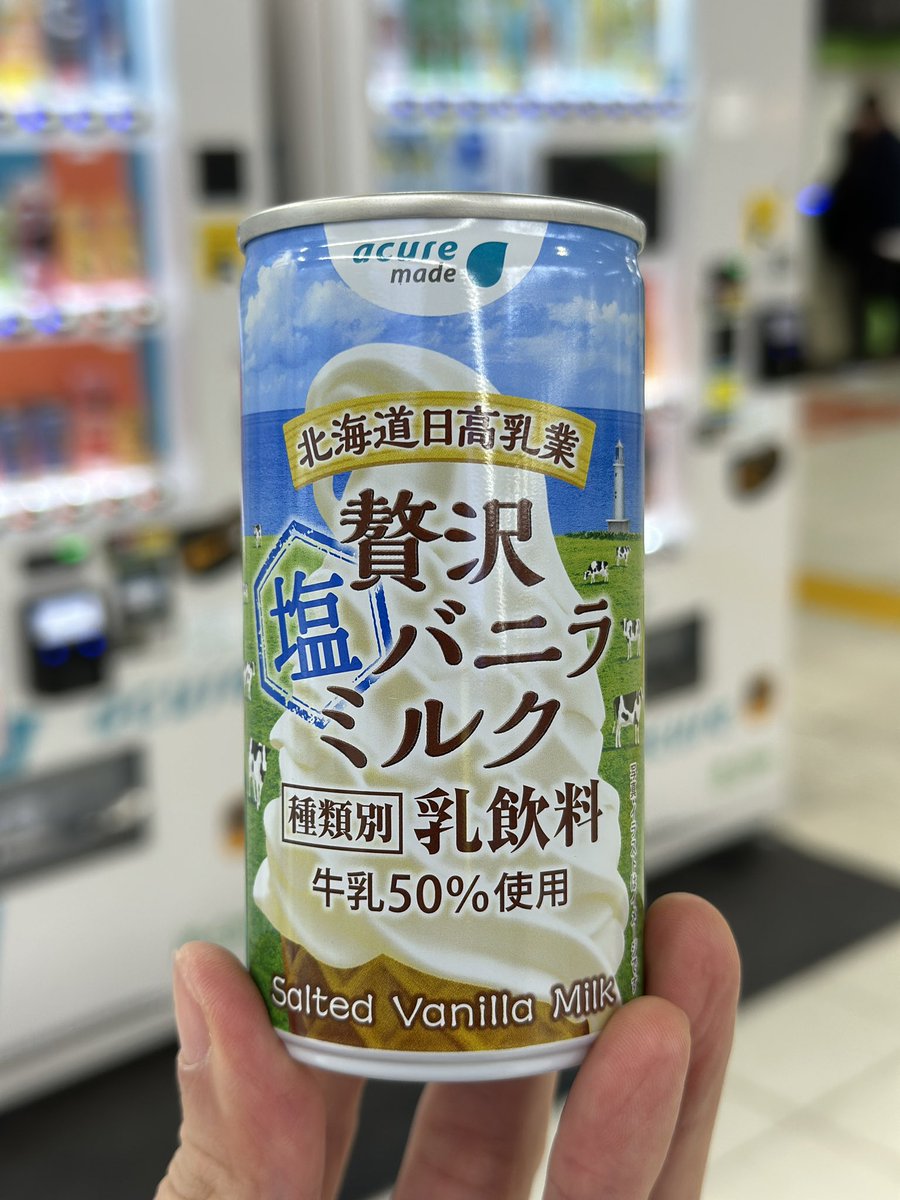 acure
made
北海道日高乳業
贅沢
塩
バニラ
ミルク
種類別 乳飲料
牛乳50%使用
Salted Vanilla Milk